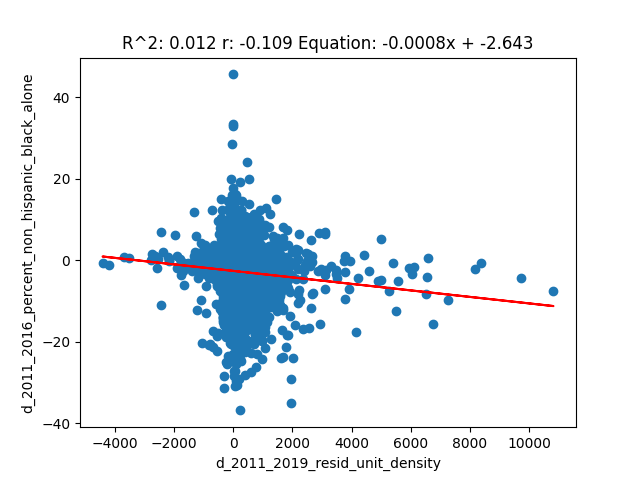 R^2: 0.012 r: -0.109 Equation: -0.0008x + -2.643
d_2011_2016_percent_non_hispanic_black_alone
40
20
0
−20
−40
−4000 −2000 0 2000 4000 6000 8000 10000
d_2011_2019_resid_unit_density